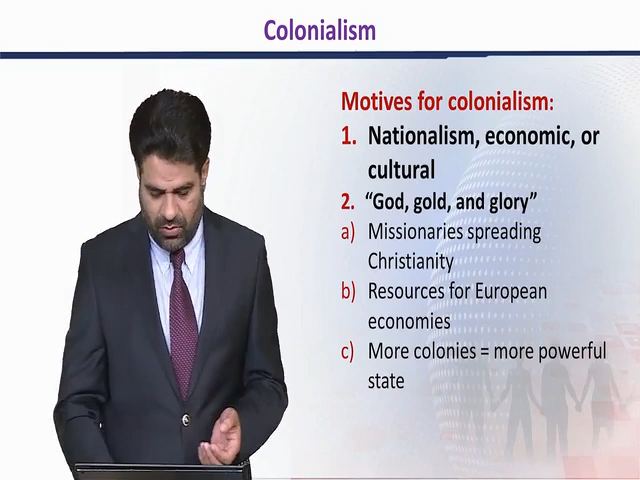 Colonialism
Motives for colonialism:
1. Nationalism, economic, or
cultural
2. “God, gold, and glory”
a) Missionaries spreading
Christianity
b) Resources for European
economies
c) More colonies = more powerful
state